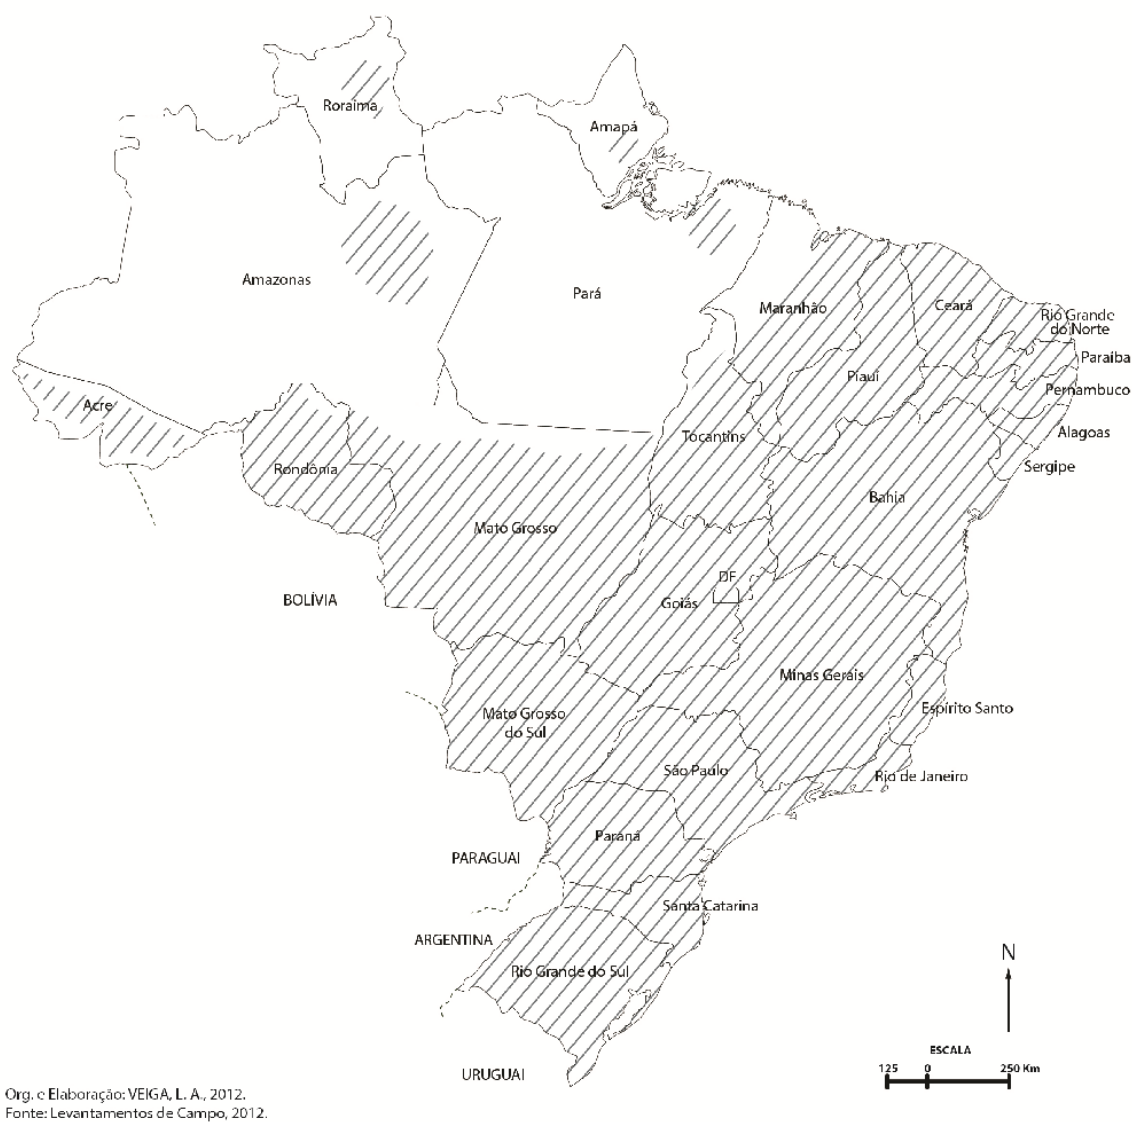 Roraima
Amapá
Amazonas
Pará
Maranhão
Ceará
Rio Grande
do Norte
Paraíba
Piauí
Pernambuco
Acre
Alagoas
Tocantins
Sergipe
Rondônia
Bahia
Mato Grosso
DF
BOLÍVIA
Goiás
Minas Gerais
Espírito Santo
Mato Grosso
do Sul
São Paulo
Rio de Janeiro
Paraná
PARAGUAI
Santa Catarina
ARGENTINA
N
Rio Grande do Sul
ESCALA
125 0 250 Km
URUGUAI
Org. e Elaboração: VEIGA, L. A., 2012.
Fonte: Levantamentos de Campo, 2012.